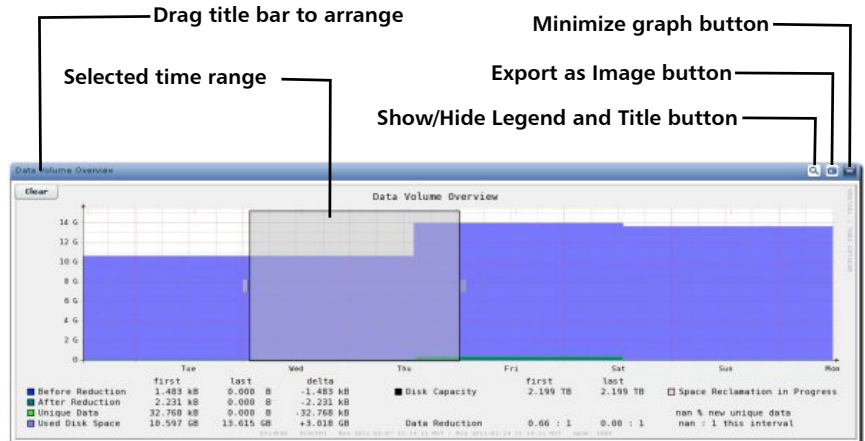 Drag title bar to arrange
Minimize graph button
Selected time range
Export as Image button
Show/Hide Legend and Title button
Data Volume Overview
Clear
Data Volume Overview
14 G
12 G
10 G
8 G
6 G
4 G
2 G
0
Tue Wed Thu Fri Sat Sun Mon
first last delta first last
Before Reduction 1.483 kB 0.000 B -1.483 kB Disk Capacity 2.199 TB 2.199 TB Space Reclamation in Progress
After Reduction 2.231 kB 0.000 B -2.231 kB
Unique Data 32.768 kB 0.000 B -32.768 kB nan % new unique data
Used Disk Space 10.597 GB 13.615 GB +3.018 GB Data Reduction 0.66 : 1 0.00 : 1 nan : 1 this interval